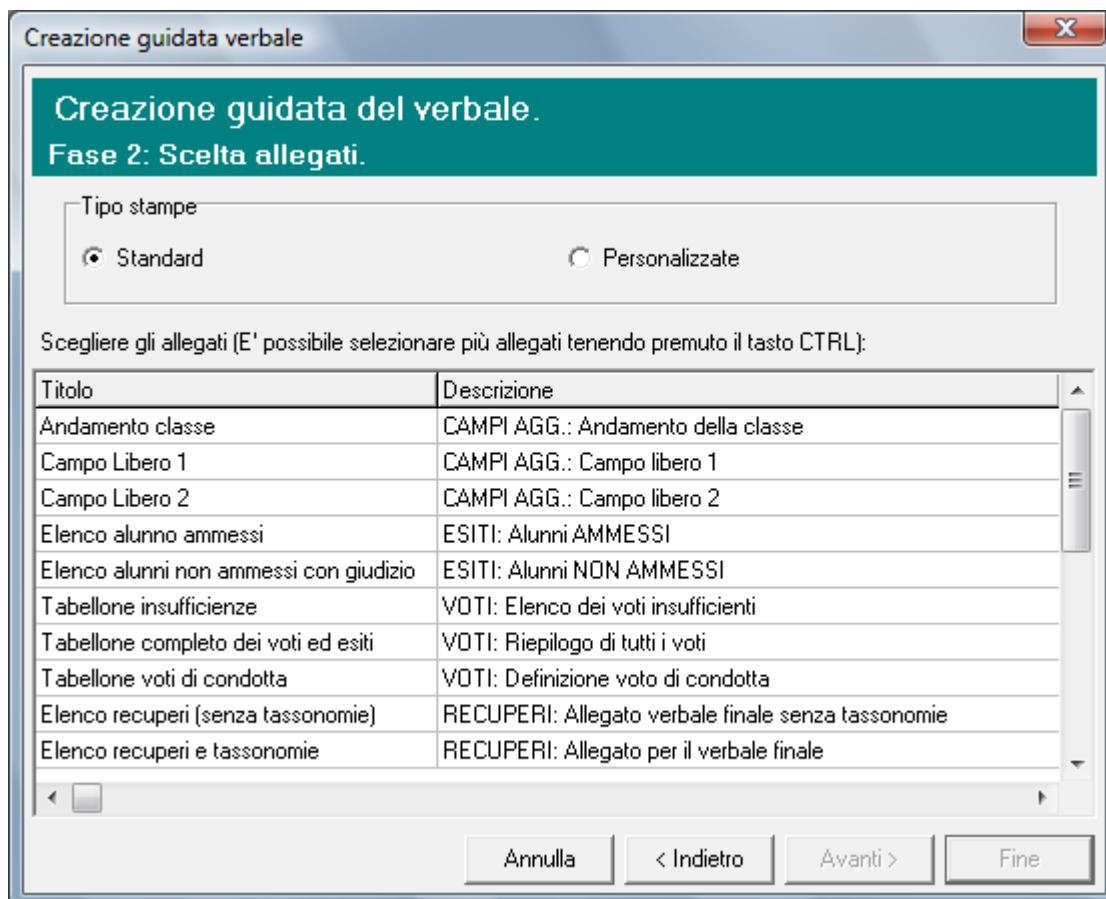 Creazione guidata verbale
Creazione guidata del verbale.
Fase 2: Scelta allegati.
Tipo stampe
Standard Personalizzate
Scegliere gli allegati (E' possibile selezionare più allegati tenendo premuto il tasto CTRL):
Titolo Descrizione
Andamento classe CAMPI AGG.: Andamento della classe
Campo Libero 1 CAMPI AGG.: Campo libero 1
Campo Libero 2 CAMPI AGG.: Campo libero 2
Elenco alunno ammessi ESITI: Alunni AMMESSI
Elenco alunni non ammessi con giudizio ESITI: Alunni NON AMMESSI
Tabellone insufficienze VOTI: Elenco dei voti insufficienti
Tabellone completo dei voti ed esiti VOTI: Riepilogo di tutti i voti
Tabellone voti di condotta VOTI: Definizione voto di condotta
Elenco recuperi (senza tassonomie) RECUPERI: Allegato verbale finale senza tassonomie
Elenco recuperi e tassonomie RECUPERI: Allegato per il verbale finale
Annulla < Indietro Avanti > Fine